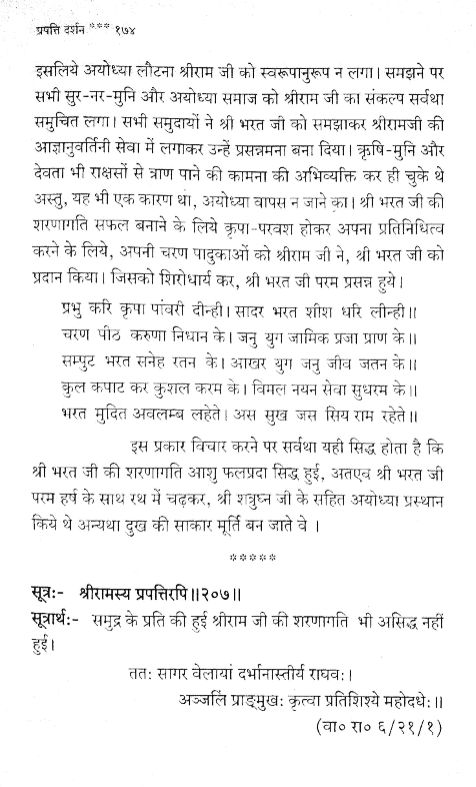 प्रपत्ति दर्शन *** १७४
इसलिये अयोध्या लौटना श्रीराम जी को स्वरूपानुरूप न लगा। समझने पर
सभी सुर-नर-मुनि और अयोध्या समाज को श्रीराम जी का संकल्प सर्वथा
समुचित लगा। सभी समुदायों ने श्री भरत जी को समझाकर श्रीरामजी की
आज्ञानुवर्तिनी सेवा में लगाकर उन्हें प्रसन्नमना बना दिया। ऋषि-मुनि और
देवता भी राक्षसों से त्राण पाने की कामना की अभिव्यक्ति कर ही चुके थे
अस्तु, यह भी एक कारण था, अयोध्या वापस न जाने का। श्री भरत जी की
शरणागति सफल बनाने के लिये कृपा-परवश होकर अपना प्रतिनिधित्व
करने के लिये, अपनी चरण पादुकाओं को श्रीराम जी ने, श्री भरत जी को
प्रदान किया। जिसको शिरोधार्य कर, श्री भरत जी परम प्रसन्न हुये।
प्रभु करि कृपा पांवरी दीन्ही। सादर भरत शीश धरि लीन्ही॥
चरण पीठ करुणा निधान के। जनु युग जामिक प्रजा प्राण के॥
सम्पुट भरत सनेह रतन के। आखर युग जनु जीव जतन के॥
कुल कपाट कर कुशल करम के। विमल नयन सेवा सुधरम के॥
भरत मुदित अवलम्ब लहेते। अस सुख जस सिय राम रहेते॥
इस प्रकार विचार करने पर सर्वथा यही सिद्ध होता है कि
श्री भरत जी की शरणागति आशु फलप्रदा सिद्ध हुई, अतएव श्री भरत जी
परम हर्ष के साथ रथ में चढ़कर, श्री शत्रुघ्न जी के सहित अयोध्या प्रस्थान
किये थे अन्यथा दुख की साकार मूर्ति बन जाते वे ।
*****
सूत्र:- श्रीरामस्य प्रपत्तिरपि॥२०७॥
सूत्रार्थ:- समुद्र के प्रति की हुई श्रीराम जी की शरणागति भी असिद्ध नहीं
हुई।
ततः सागर वेलायां दर्भानास्तीर्य राघवः।
अञ्जलिं प्राङ्मुखः कृत्वा प्रतिशिश्ये महोदधेः॥
(वा० रा० ६/२१/१)